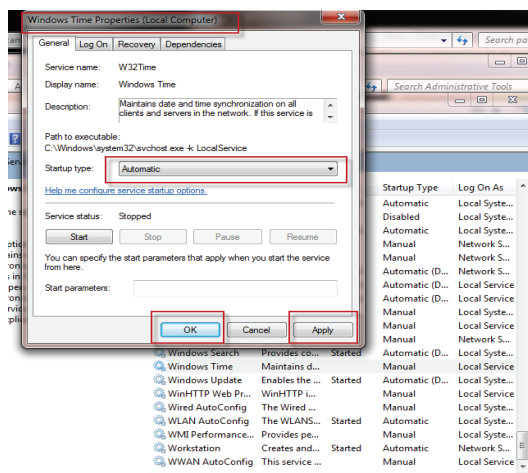 Windows Time Properties (Local Computer)
General Log On Recovery Dependencies
Service name: W32Time
Display name: Windows Time
Description: Maintains date and time synchronization on all
clients and servers in the network. If this service is
Path to executable:
C:\Windows\system32\svchost.exe -k LocalService
Startup type: Automatic
Help me configure service startup options.
Service status: Stopped
Start Stop Pause Resume
You can specify the start parameters that apply when you start the service
from here.
Start parameters:
OK Cancel Apply
Search pa
Search Administrative Tools
Startup Type Log On As
Automatic Local Syste...
Disabled Local Syste...
Automatic Local Syste...
Manual Network S...
Manual Network S...
Automatic (D... Network S...
Automatic (D... Local Service
Manual Local Service
Manual Local Syste...
Manual Local Service
Manual Network S...
Windows Search Provides co... Started Automatic (D... Local Syste...
Windows Time Maintains d... Manual Local Service
Windows Update Enables the ... Started Automatic (D... Local Syste...
WinHTTP Web Pr... WinHTTP i... Manual Local Service
Wired AutoConfig The Wired ... Manual Local Syste...
WLAN AutoConfig The WLANS... Started Automatic Local Syste...
WMI Performance... Provides pe... Manual Local Syste...
Workstation Creates and... Started Automatic Network S...
WWAN AutoConfig This service ... Manual Local Service